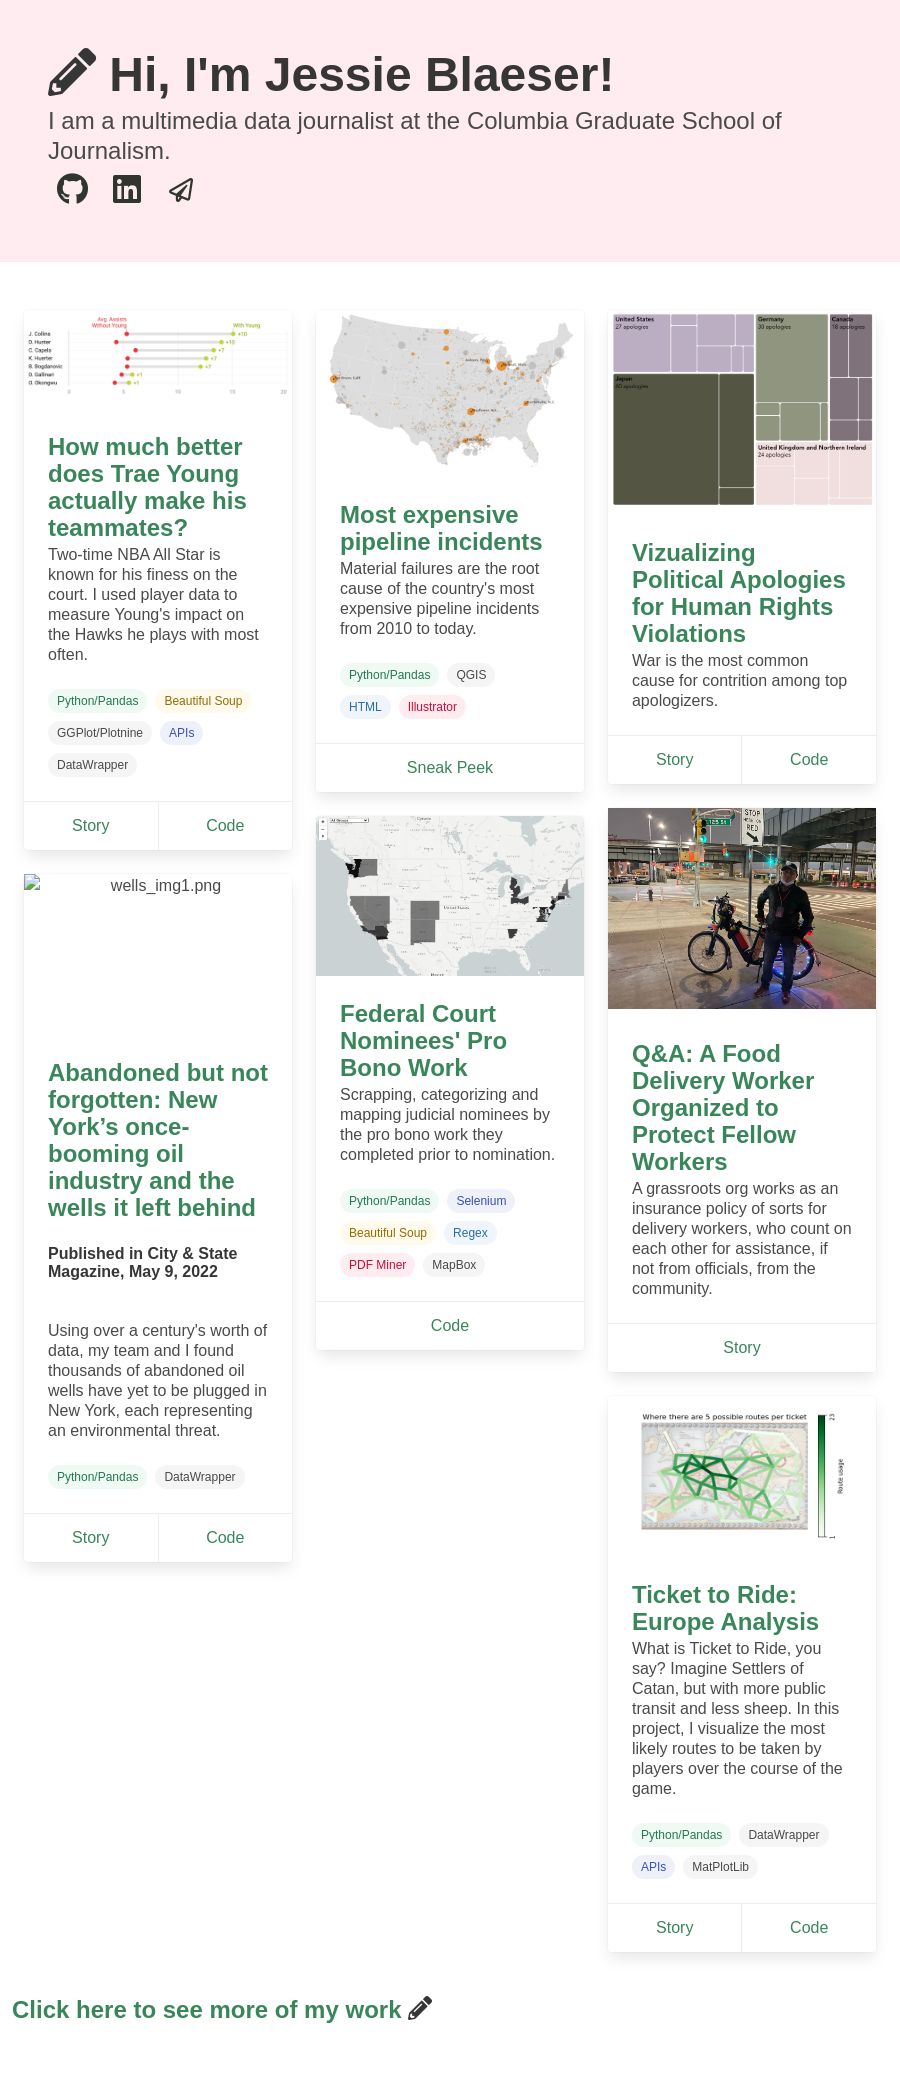 Hi, I'm Jessie Blaeser!
I am a multimedia data journalist at the Columbia Graduate School of
Journalism.
Avg. Assists
Without Young
With Young
J. Collins
+10
D. Hunter
+10
C. Capela
+7
K. Huerter
+7
B. Bogdanovic
+7
D. Gallinari
+1
O. Okongwu
+1
How much better
does Trae Young
actually make his
teammates?
Two-time NBA All Star is
known for his finess on the
court. I used player data to
measure Young's impact on
the Hawks he plays with most
often.
Python/Pandas
Beautiful Soup
GGPlot/Plotnine
APIs
DataWrapper
Story
Code
wells_img1.png
Abandoned but not
forgotten: New
York’s once-
booming oil
industry and the
wells it left behind
Published in City & State
Magazine, May 9, 2022
Using over a century's worth of
data, my team and I found
thousands of abandoned oil
wells have yet to be plugged in
New York, each representing
an environmental threat.
Python/Pandas
DataWrapper
Story
Code
Most expensive
pipeline incidents
Material failures are the root
cause of the country's most
expensive pipeline incidents
from 2010 to today.
Python/Pandas
QGIS
HTML
Illustrator
Sneak Peek
Federal Court
Nominees' Pro
Bono Work
Scrapping, categorizing and
mapping judicial nominees by
the pro bono work they
completed prior to nomination.
Python/Pandas
Selenium
Beautiful Soup
Regex
PDF Miner
MapBox
Code
United States
27 apologies
Germany
30 apologies
Canada
18 apologies
Japan
60 apologies
United Kingdom and Northern Ireland
24 apologies
Vizualizing
Political Apologies
for Human Rights
Violations
War is the most common
cause for contrition among top
apologizers.
Story
Code
125 St
STOP
HERE ON
RED
Q&A: A Food
Delivery Worker
Organized to
Protect Fellow
Workers
A grassroots org works as an
insurance policy of sorts for
delivery workers, who count on
each other for assistance, if
not from officials, from the
community.
Story
Where there are 5 possible routes per ticket
23
Route usage
1
Ticket to Ride:
Europe Analysis
What is Ticket to Ride, you
say? Imagine Settlers of
Catan, but with more public
transit and less sheep. In this
project, I visualize the most
likely routes to be taken by
players over the course of the
game.
Python/Pandas
DataWrapper
APIs
MatPlotLib
Story
Code
Click here to see more of my work